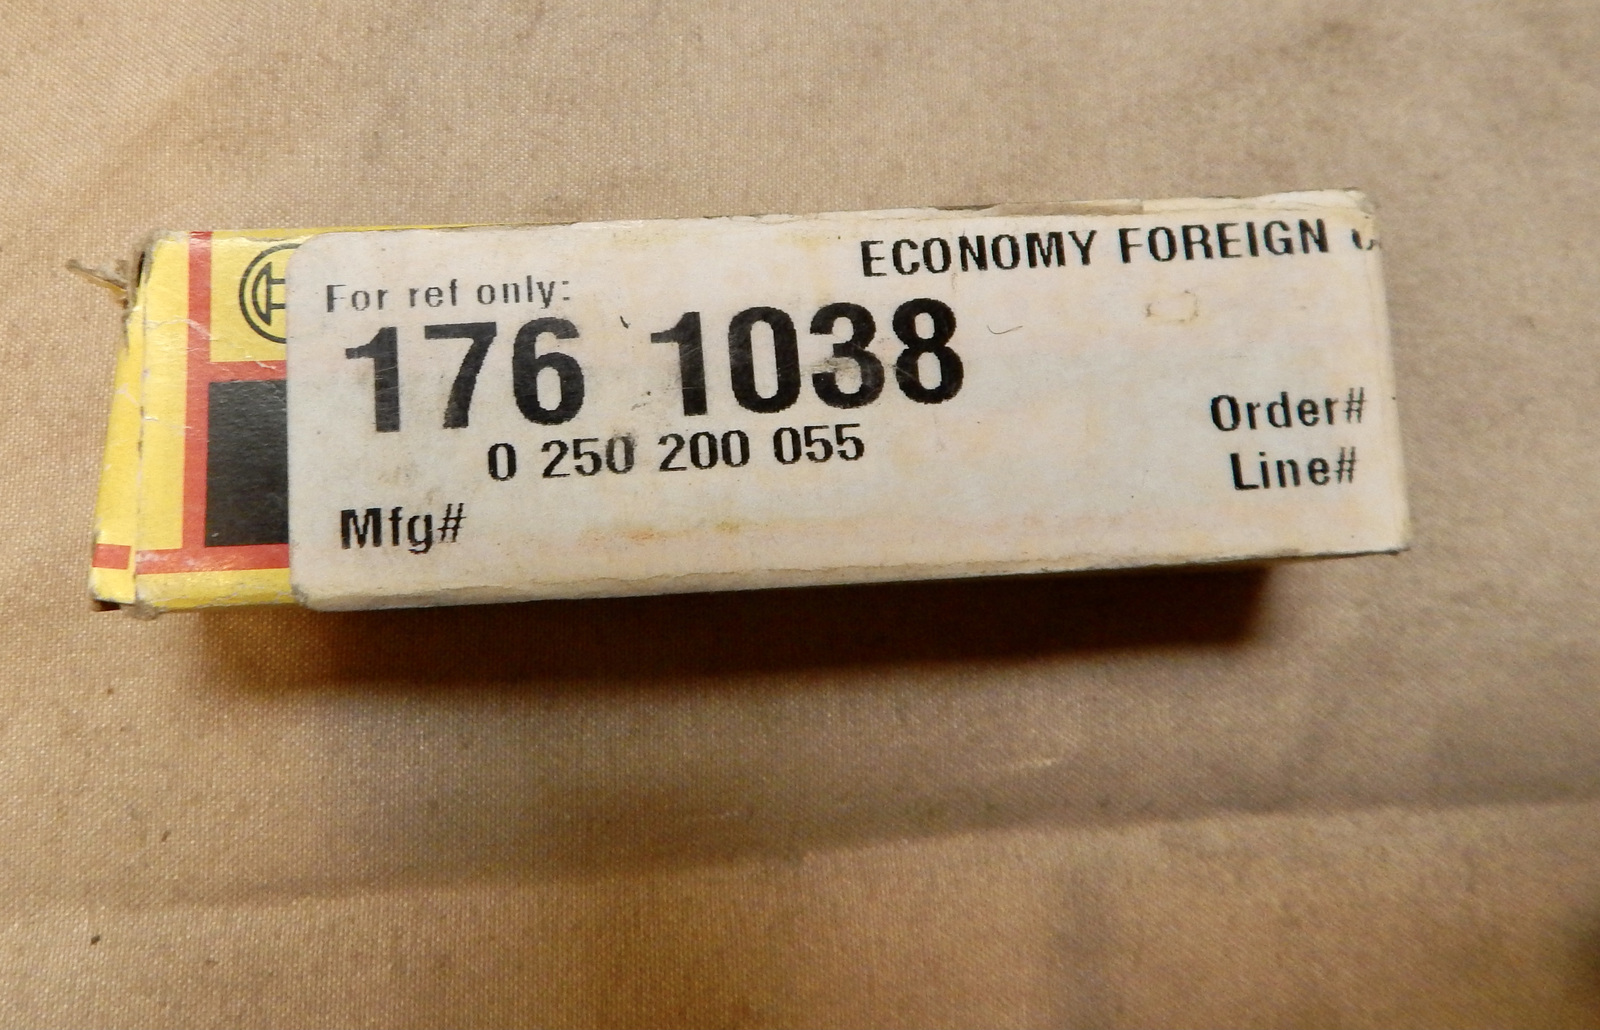 ECONOMY FOREIGN
For ref only:
176 1038
0 250 200 055
Order#
Line#
Mfg#